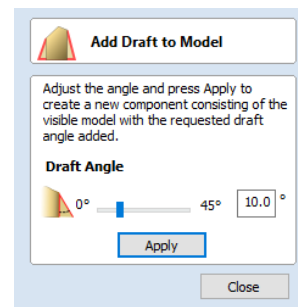 Add Draft to Model
Adjust the angle and press Apply to
create a new component consisting of the
visible model with the requested draft
angle added.
Draft Angle
0° 45° 10.0 °
Apply
Close